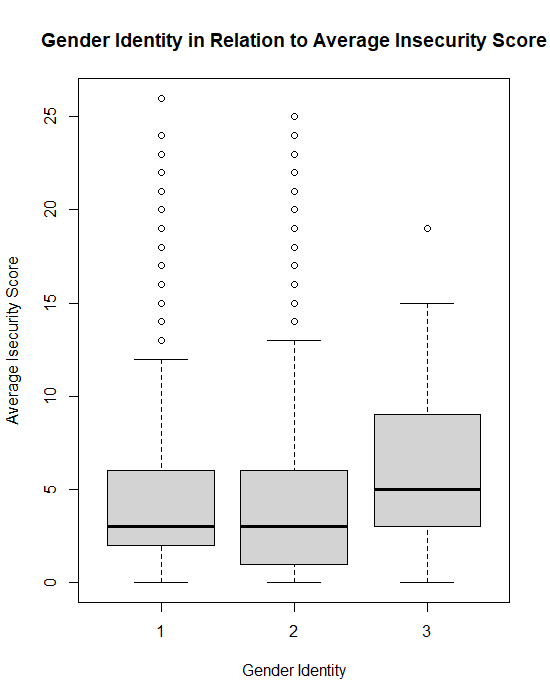 Gender Identity in Relation to Average Insecurity Score
25
20
15
10
5
0
Average Isecurity Score
1 2 3
Gender Identity